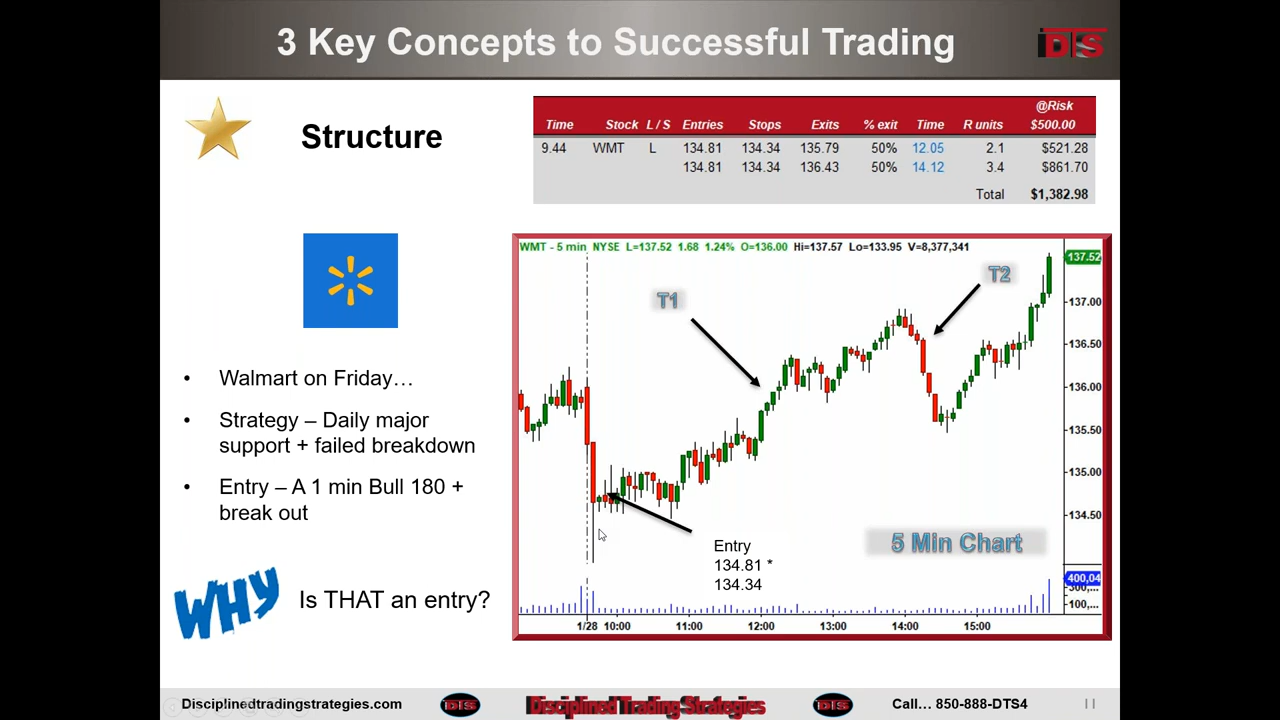 3 Key Concepts to Successful Trading
DTS
Structure
@Risk
Time Stock L / S Entries Stops Exits % exit Time R units $500.00
9.44 WMT L 134.81 134.34 135.79 50% 12.05 2.1 $521.28
134.81 134.34 136.43 50% 14.12 3.4 $861.70
Total $1,382.98
WMT - 5 min NYSE L=137.52 1.68 1.24% O=136.00 Hi=137.57 Lo=133.95 V=8,377,341
137.52
T2
T1
137.00
136.50
136.00
135.50
135.00
134.50
• Walmart on Friday…
• Strategy – Daily major
support + failed breakdown
• Entry – A 1 min Bull 180 +
break out
Entry
134.81 *
134.34
5 Min Chart
400,04
300,...
100,...
1/28 10:00 11:00 12:00 13:00 14:00 15:00
WHY Is THAT an entry?
Disciplinedtradingstrategies.com DTS Disciplined Trading Strategies DTS Call… 850-888-DTS4 11